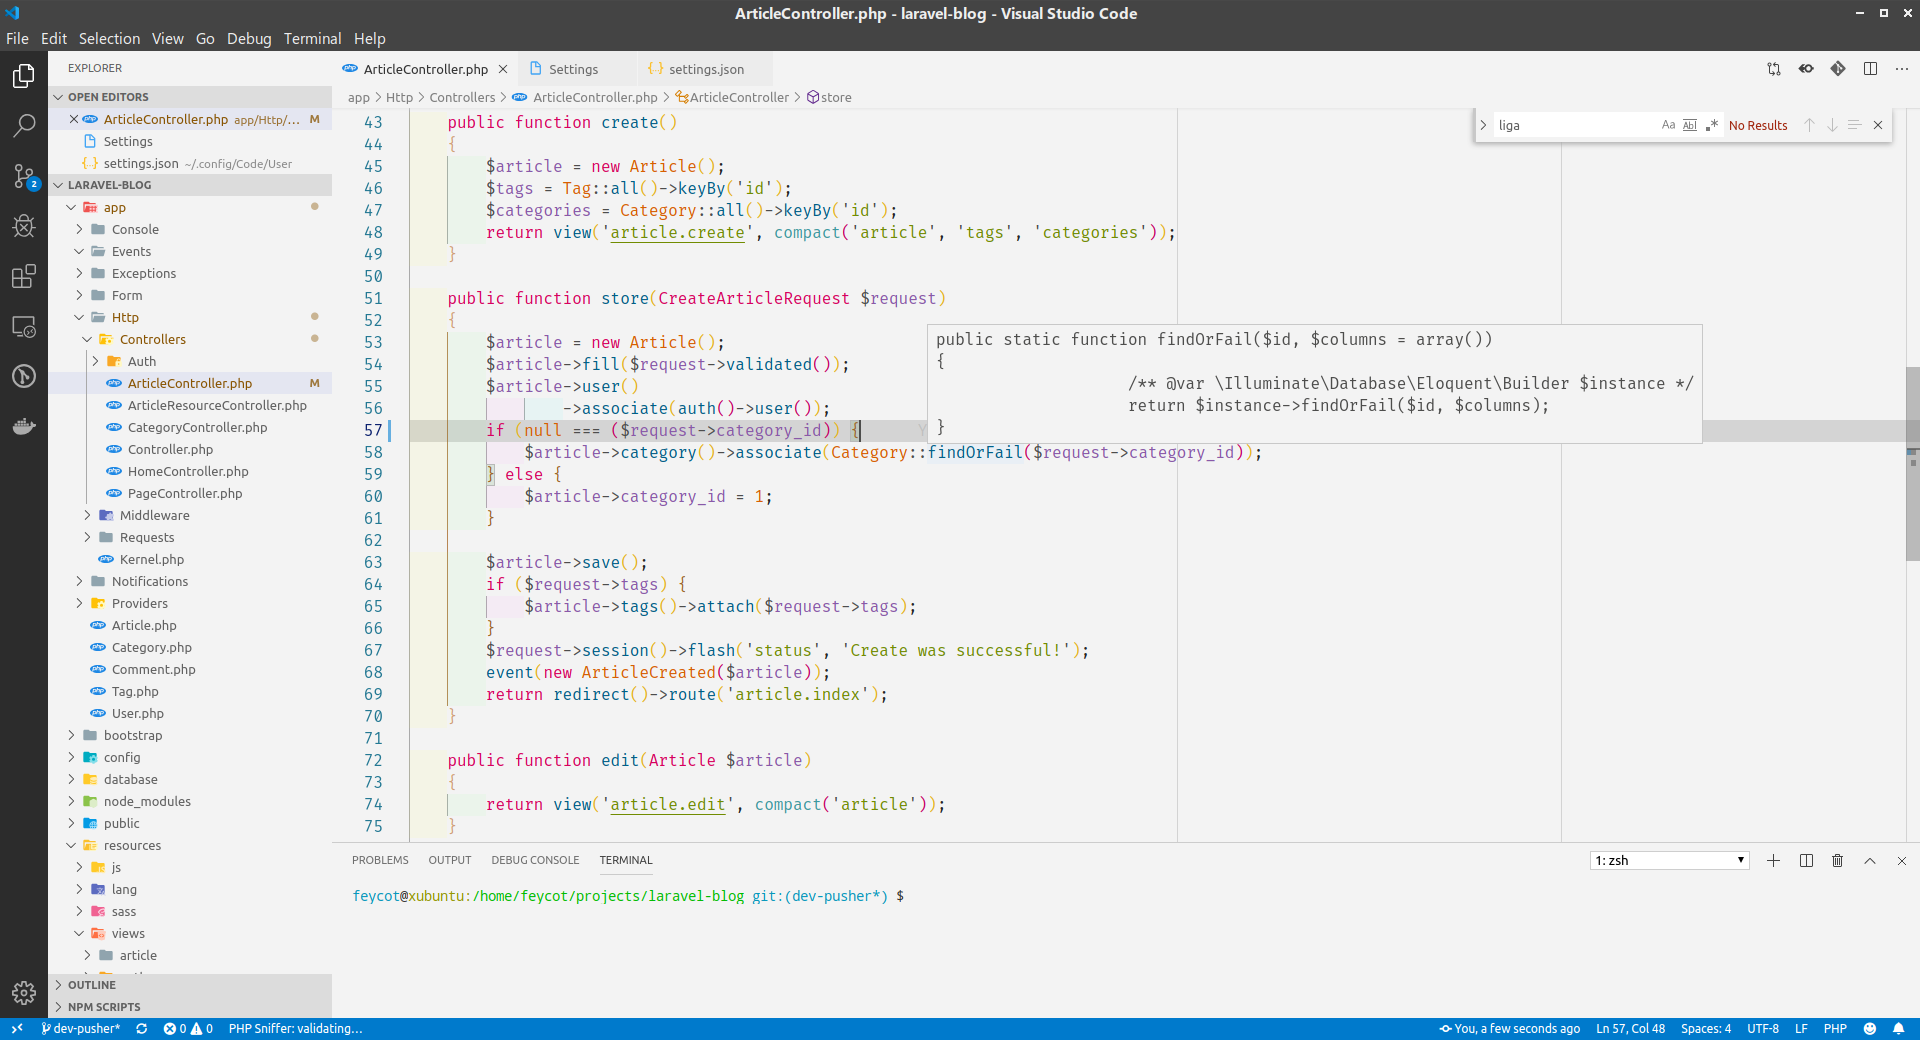 ArticleController.php - laravel-blog - Visual Studio Code
File Edit Selection View Go Debug Terminal Help
EXPLORER
OPEN EDITORS
ArticleController.php app/Http/... M
Settings
settings.json ~/.config/Code/User
LARAVEL-BLOG
app
Console
Events
Exceptions
Form
Http
Controllers
Auth
ArticleController.php M
ArticleResourceController.php
CategoryController.php
Controller.php
HomeController.php
PageController.php
Middleware
Requests
Kernel.php
Notifications
Providers
Article.php
Category.php
Comment.php
Tag.php
User.php
bootstrap
config
database
node_modules
public
resources
js
lang
sass
views
article
OUTLINE
NPM SCRIPTS
2
ArticleController.php Settings settings.json
app > Http > Controllers > ArticleController.php > ArticleController > store
liga Aa Abl .* No Results
43 public function create()
44 {
45 $article = new Article();
46 $tags = Tag::all()->keyBy('id');
47 $categories = Category::all()->keyBy('id');
48 return view('article.create', compact('article', 'tags', 'categories'));
49 }
50
51 public function store(CreateArticleRequest $request)
52 {
53 $article = new Article();
54 $article->fill($request->validated());
55 $article->user()
56 ->associate(auth()->user());
57 if (null === ($request->category_id)) { Y
58 $article->category()->associate(Category::findOrFail($request->category_id));
59 } else {
60 $article->category_id = 1;
61 }
62
63 $article->save();
64 if ($request->tags) {
65 $article->tags()->attach($request->tags);
66 }
67 $request->session()->flash('status', 'Create was successful!');
68 event(new ArticleCreated($article));
69 return redirect()->route('article.index');
70 }
71
72 public function edit(Article $article)
73 {
74 return view('article.edit', compact('article'));
75 }
public static function findOrFail($id, $columns = array())
{
/** @var \Illuminate\Database\Eloquent\Builder $instance */
return $instance->findOrFail($id, $columns);
}
PROBLEMS OUTPUT DEBUG CONSOLE TERMINAL
1: zsh
feycot@xubuntu:/home/feycot/projects/laravel-blog git:(dev-pusher*) $
dev-pusher* 0 0 PHP Sniffer: validating...
You, a few seconds ago Ln 57, Col 48 Spaces: 4 UTF-8 LF PHP